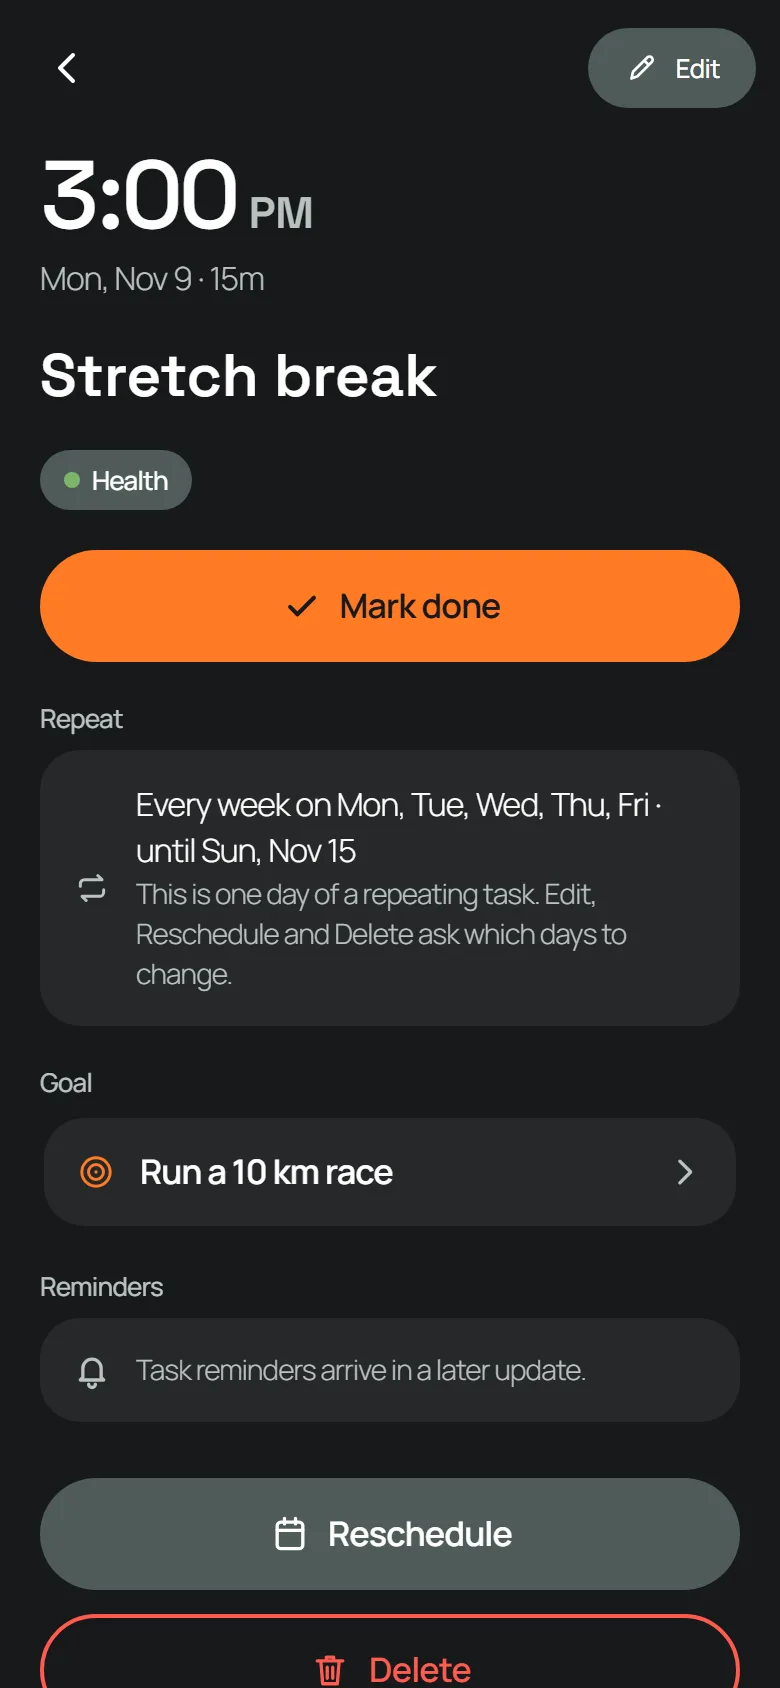 Edit
3:00 PM
Mon, Nov 9 · 15m
Stretch break
Health
Mark done
Repeat
Every week on Mon, Tue, Wed, Thu, Fri ·
until Sun, Nov 15
This is one day of a repeating task. Edit,
Reschedule and Delete ask which days to
change.
Goal
Run a 10 km race
Reminders
Task reminders arrive in a later update.
Reschedule
Delete